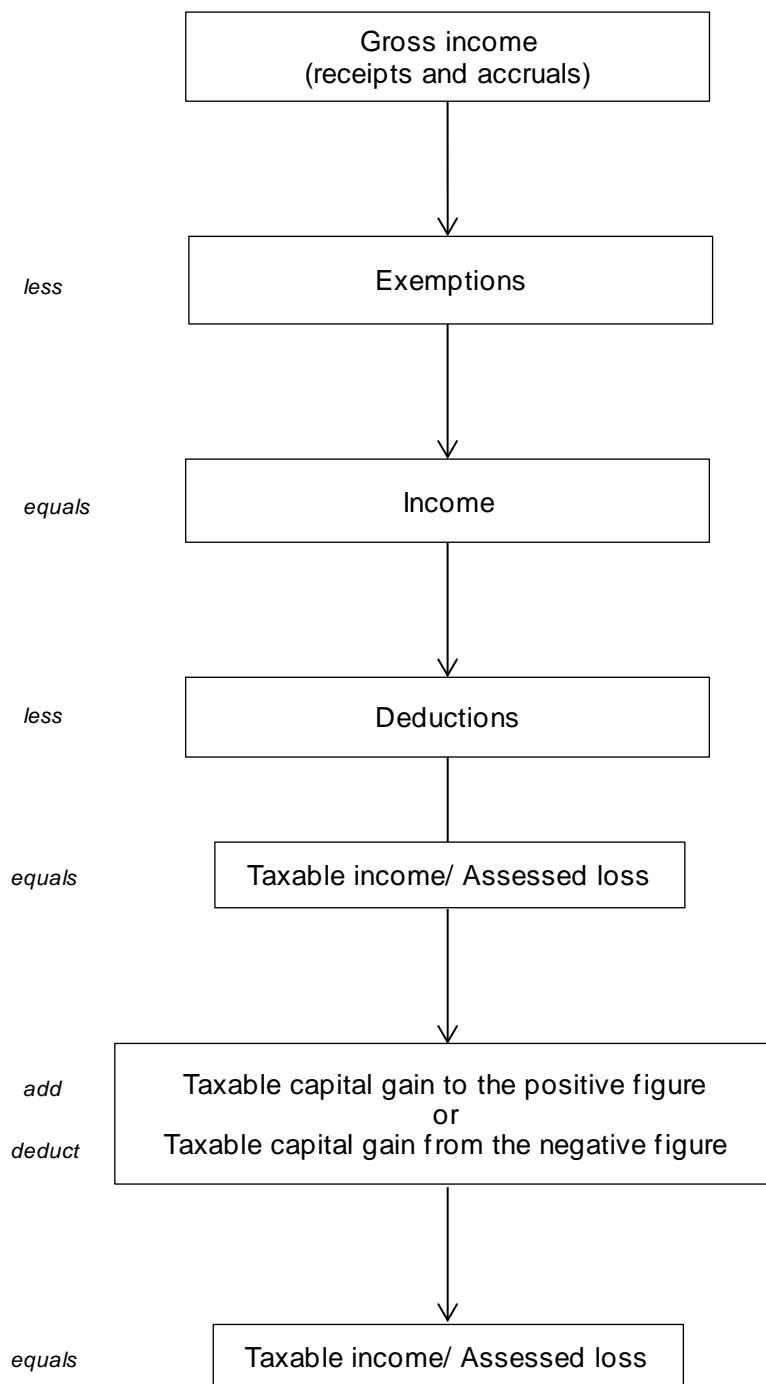 Gross income
(receipts and accruals)
less
Exemptions
equals
Income
less
Deductions
equals
Taxable income/ Assessed loss
add
Taxable capital gain to the positive figure
or
deduct
Taxable capital gain from the negative figure
equals
Taxable income/ Assessed loss